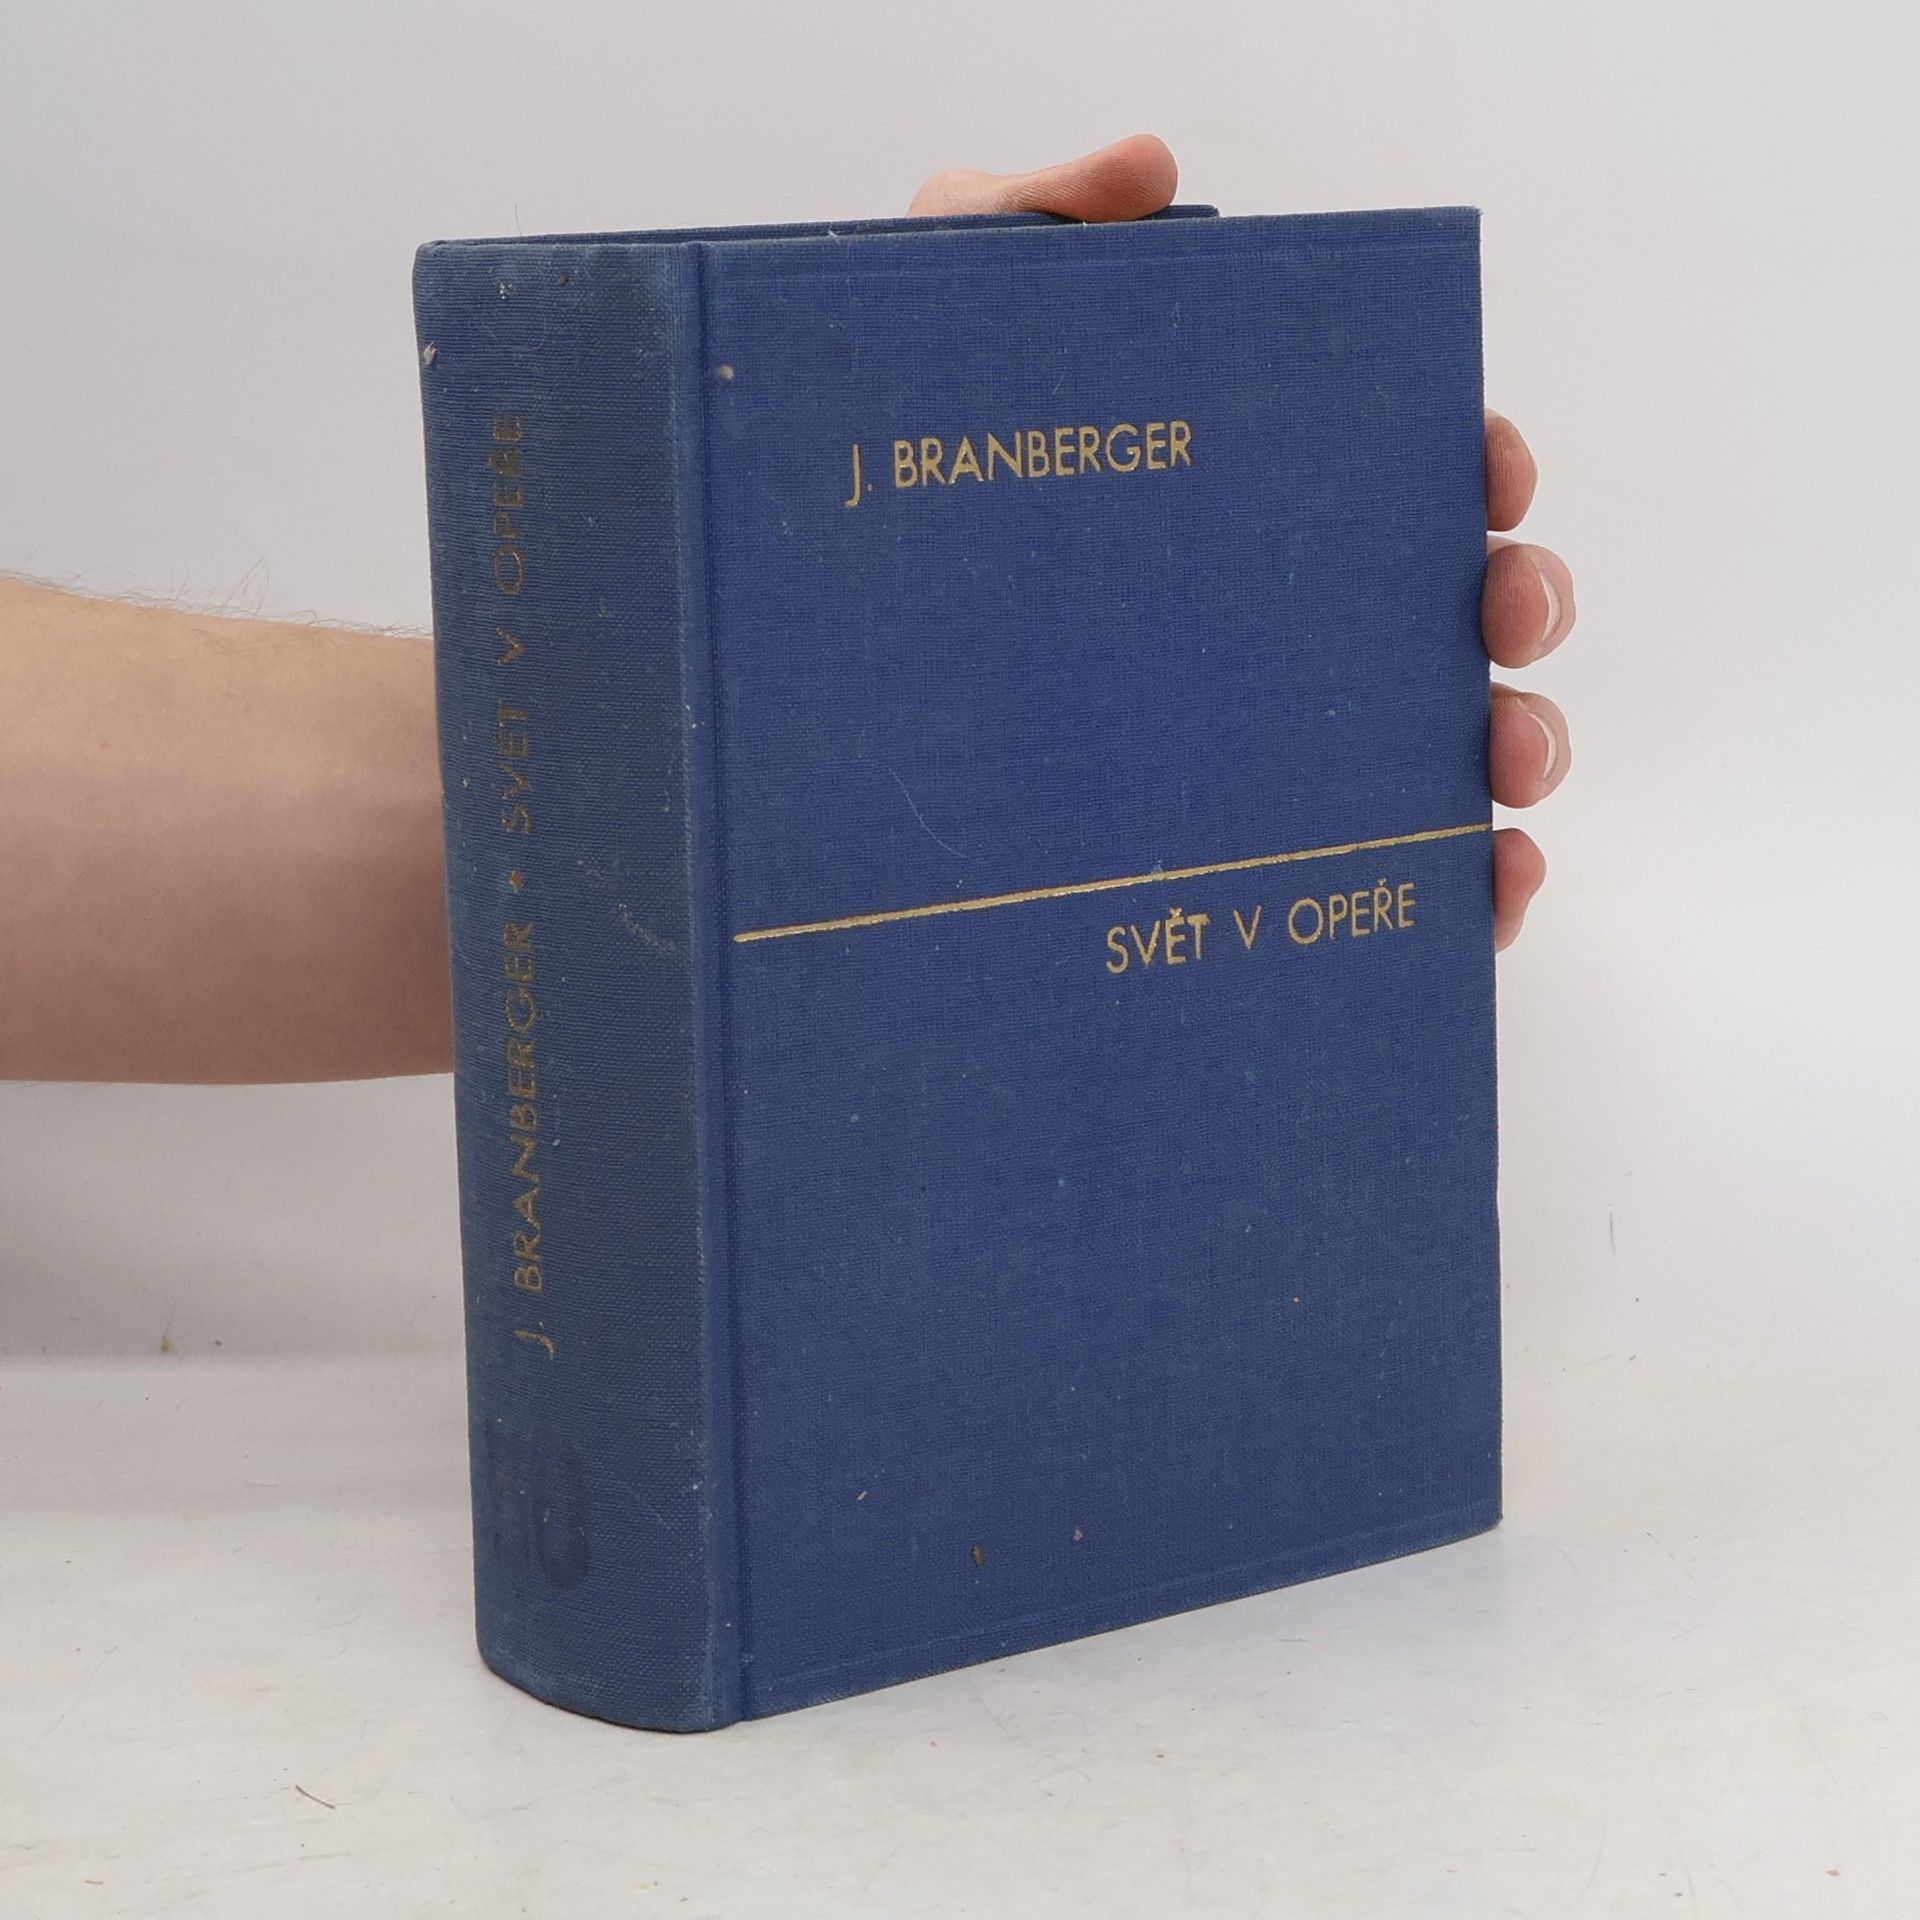 J. BRANBERGER
SVĚT V OPEŘE
J. BRANBERGER • SVĚT V OPEŘE